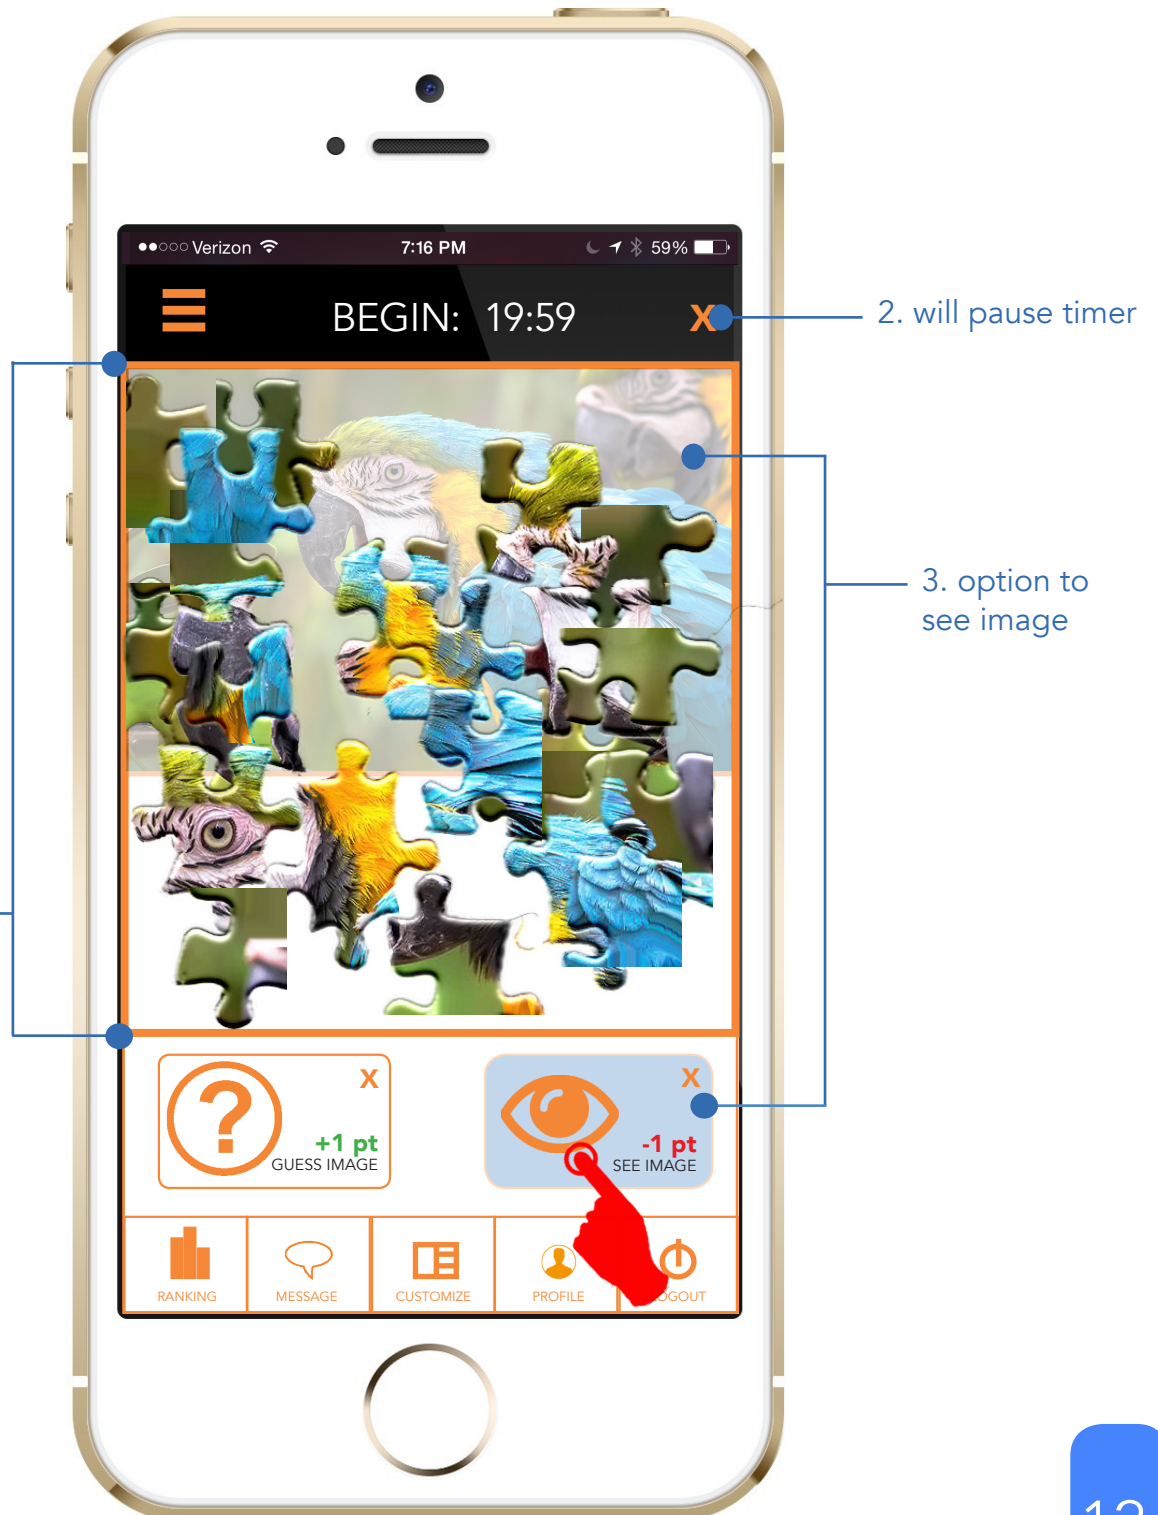 Verizon 7:16 PM 59%
BEGIN: 19:59 X
2. will pause timer
3. option to
see image
? X
+1 pt
GUESS IMAGE
X
-1 pt
SEE IMAGE
RANKING MESSAGE CUSTOMIZE PROFILE